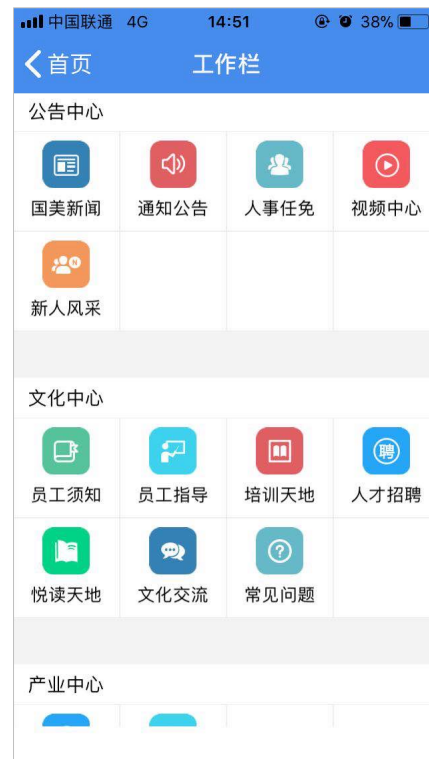 中国联通 4G 14:51 38%
首页 工作栏
公告中心
国美新闻 通知公告 人事任免 视频中心
N
新人风采
文化中心
聘
员工须知 员工指导 培训天地 人才招聘
?
悦读天地 文化交流 常见问题
产业中心